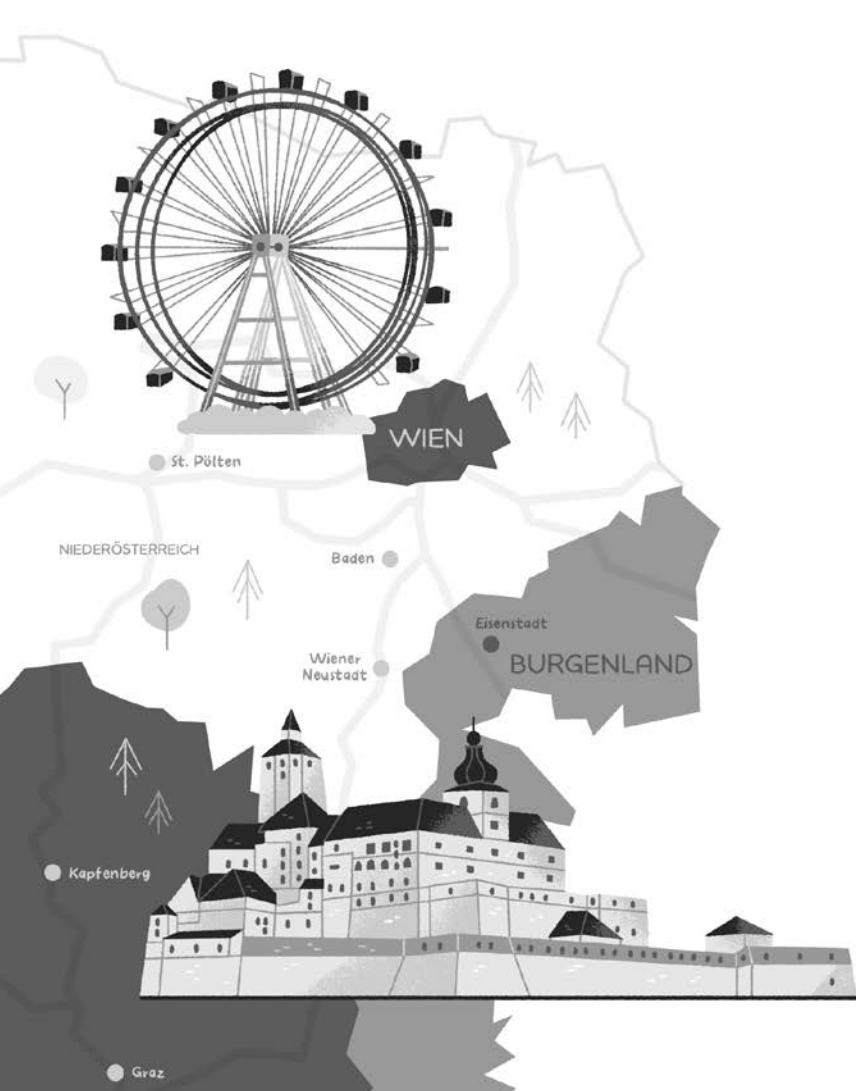 WIEN
St. Pölten
NIEDERÖSTERREICH
Baden
Eisenstadt
Wiener
Neustadt
BURGENLAND
Kapfenberg
Graz